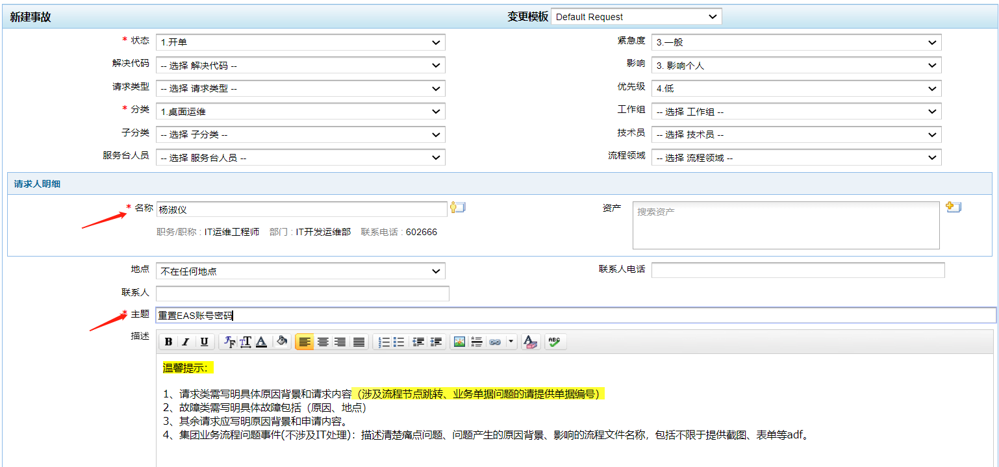 新建事故 变更模板 Default Request
* 状态 1.开单 紧急度 3.一般
解决代码 -- 选择 解决代码 -- 影响 3. 影响个人
请求类型 -- 选择 请求类型 -- 优先级 4.低
* 分类 1.桌面运维 工作组 -- 选择 工作组 --
子分类 -- 选择 子分类 -- 技术员 -- 选择 技术员 --
服务台人员 -- 选择 服务台人员 -- 流程领域 -- 选择 流程领域 --
请求人明细
* 名称 杨淑仪 资产 搜索资产
职务/职称 : IT运维工程师 部门 : IT开发运维部 联系电话 : 602666
地点 不在任何地点 联系人电话
联系人
* 主题 重置EAS账号密码
描述 B I U
温馨提示：
1、请求类需写明具体原因背景和请求内容（涉及流程节点跳转、业务单据问题的请提供单据编号）
2、故障类需写明具体故障包括（原因、地点）
3、其余请求应写明原因背景和申请内容。
4、集团业务流程问题事件(不涉及IT处理)：描述清楚痛点问题、问题产生的原因背景、影响的流程文件名称，包括不限于提供截图、表单等adf。